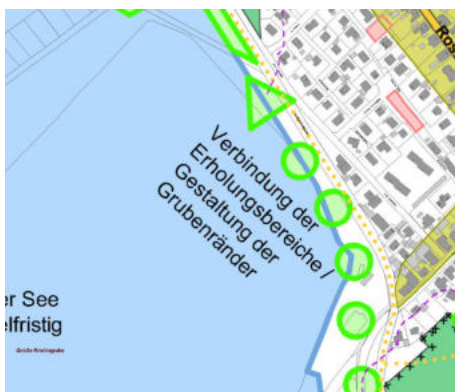 Ros
Verbindung der
Erholungsbereiche /
Gestaltung der
Grubenränder
er See
elfristig